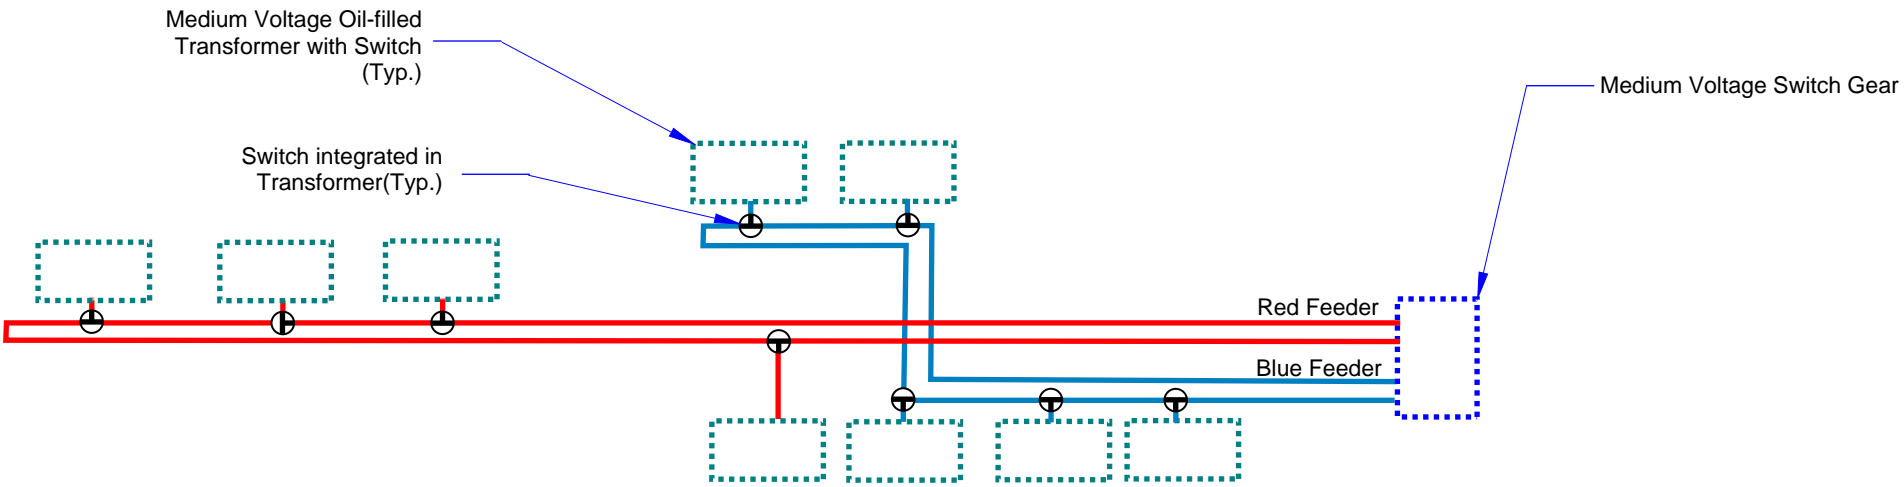 Medium Voltage Oil-filled
Transformer with Switch
(Typ.)
Medium Voltage Switch Gear
Switch integrated in
Transformer(Typ.)
Red Feeder
Blue Feeder